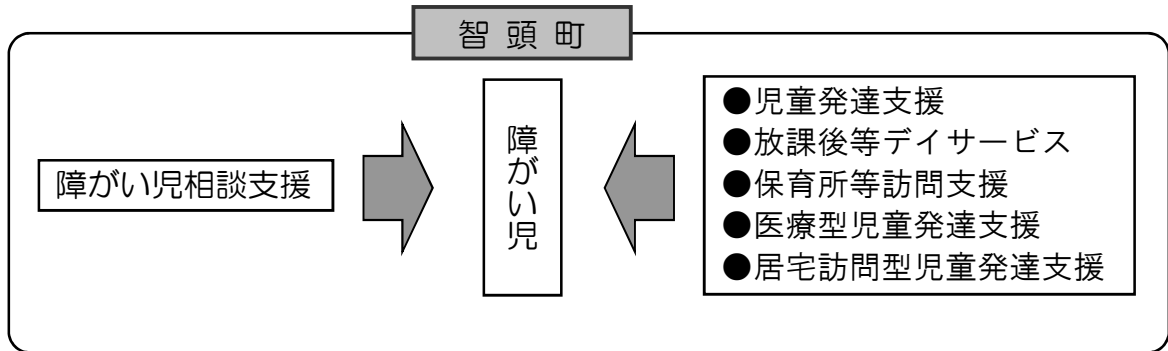 智頭町
障がい児相談支援
障がい児
●児童発達支援
●放課後等デイサービス
●保育所等訪問支援
●医療型児童発達支援
●居宅訪問型児童発達支援